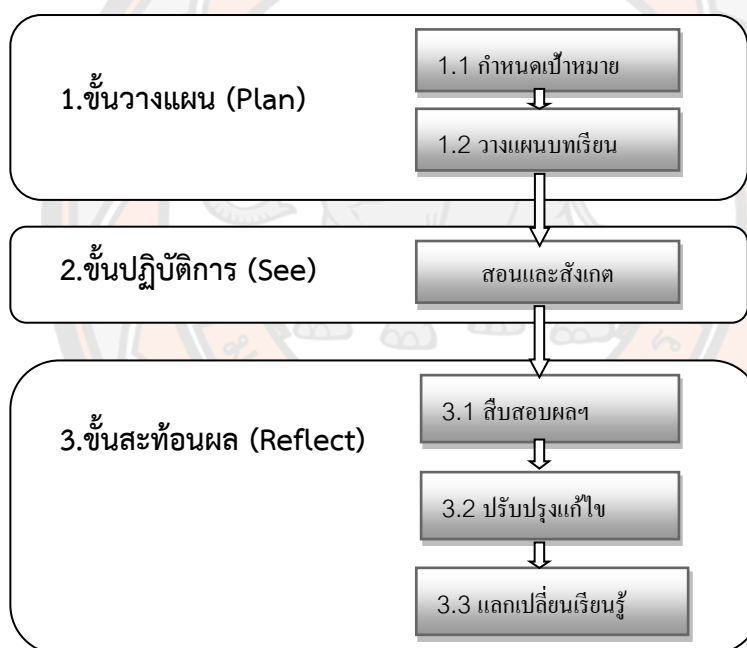 1.ขั้นวางแผน (Plan)
1.1 กำหนดเป้าหมาย
1.2 วางแผนบทเรียน
2.ขั้นปฏิบัติการ (See)
สอนและสังเกต
3.ขั้นสะท้อนผล (Reflect)
3.1 สืบสอบผลฯ
3.2 ปรับปรุงแก้ไข
3.3 แลกเปลี่ยนเรียนรู้